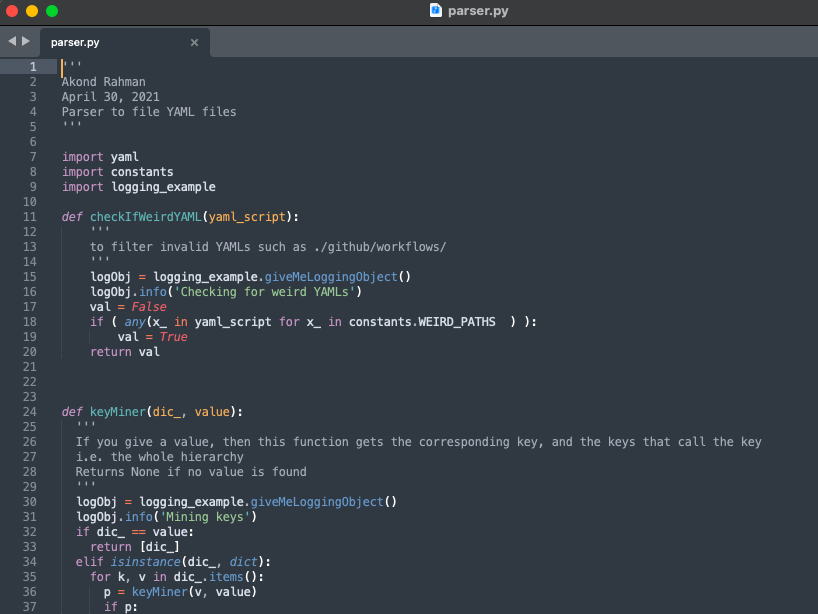 parser.py
parser.py ×
1 '''
2 Akond Rahman
3 April 30, 2021
4 Parser to file YAML files
5 '''
6
7 import yaml
8 import constants
9 import logging_example
10
11 def checkIfWeirdYAML(yaml_script):
12     '''
13     to filter invalid YAMLs such as ./github/workflows/
14     '''
15     logObj = logging_example.giveMeLoggingObject()
16     logObj.info('Checking for weird YAMLs')
17     val = False
18     if ( any(x_ in yaml_script for x_ in constants.WEIRD_PATHS  ) ):
19         val = True
20     return val
21
22
23
24 def keyMiner(dic_, value):
25   '''
26   If you give a value, then this function gets the corresponding key, and the keys that call the key
27   i.e. the whole hierarchy
28   Returns None if no value is found
29   '''
30   logObj = logging_example.giveMeLoggingObject()
31   logObj.info('Mining keys')
32   if dic_ == value:
33     return [dic_]
34   elif isinstance(dic_, dict):
35     for k, v in dic_.items():
36       p = keyMiner(v, value)
37       if p: